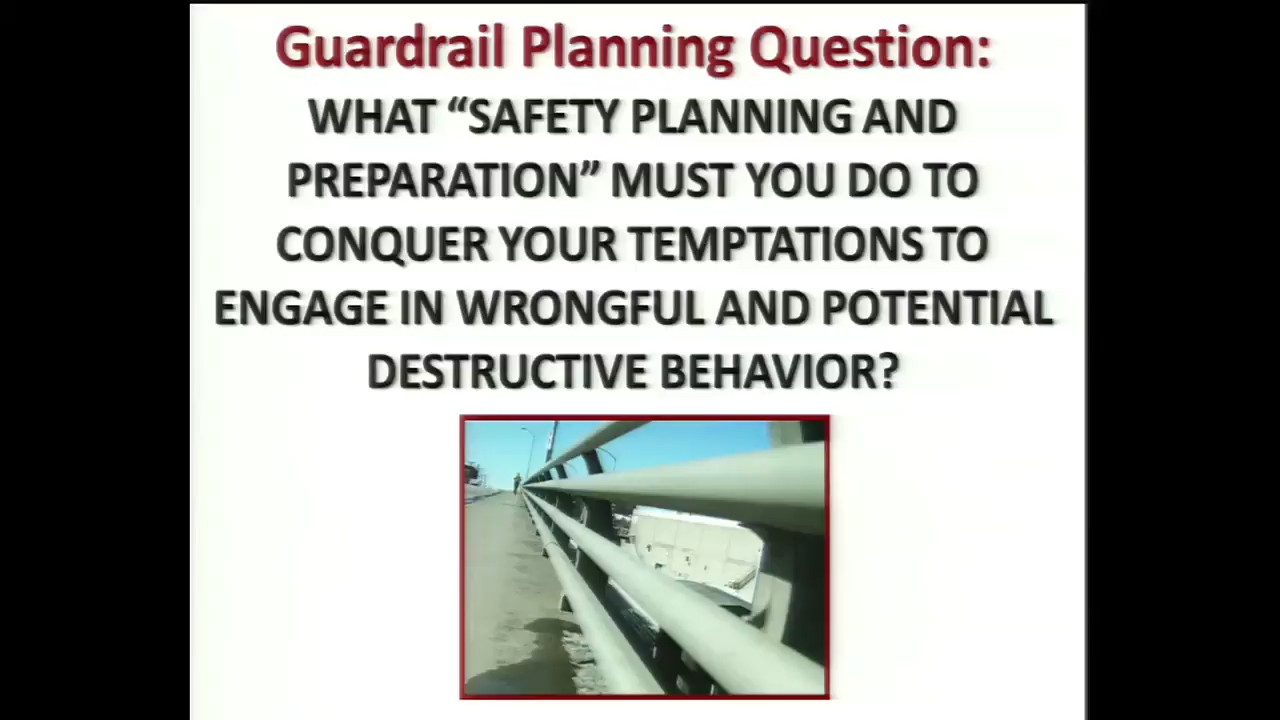 Guardrail Planning Question:
WHAT “SAFETY PLANNING AND
PREPARATION” MUST YOU DO TO
CONQUER YOUR TEMPTATIONS TO
ENGAGE IN WRONGFUL AND POTENTIAL
DESTRUCTIVE BEHAVIOR?